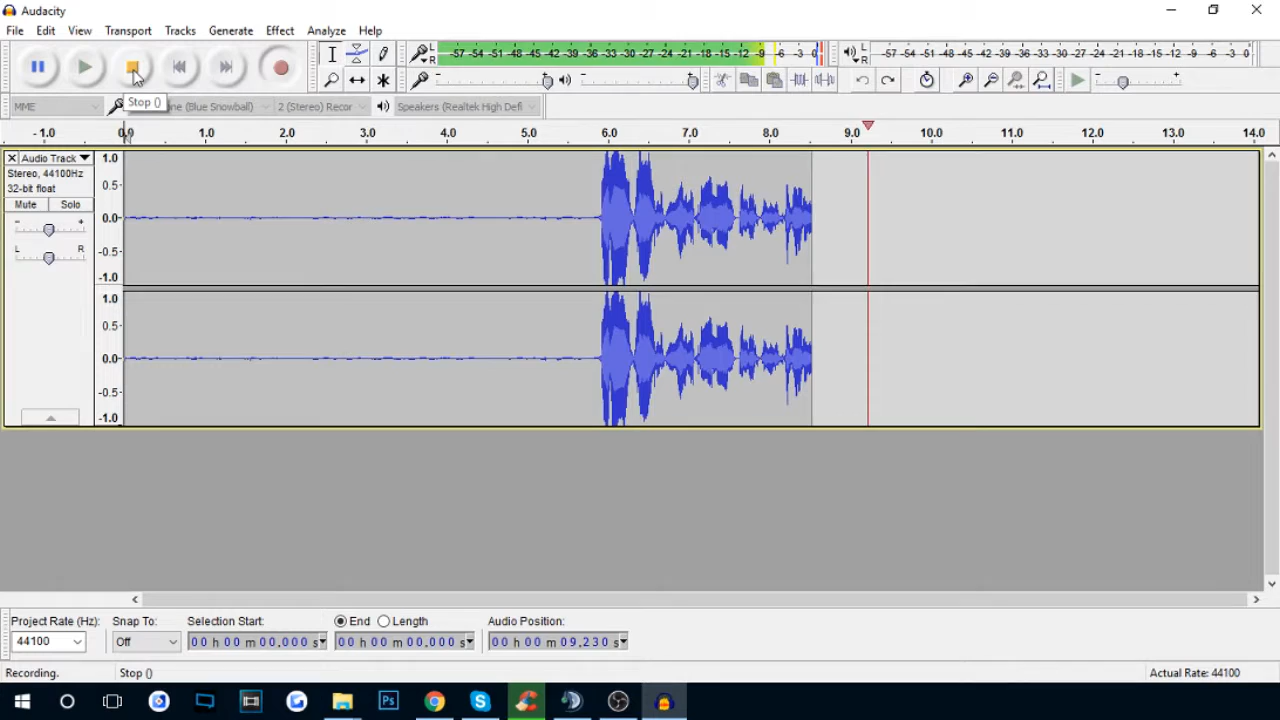 Audacity
File Edit View Transport Tracks Generate Effect Analyze Help
L R -57 -54 -51 -48 -45 -42 -39 -36 -33 -30 -27 -24 -21 -18 -15 -12 -9 -6 -3 0
L R -57 -54 -51 -48 -45 -42 -39 -36 -33 -30 -27 -24 -21 -18 -15 -12 -9 -6 -3 0
- + - +
- +
Stop ()
MME ne (Blue Snowball) 2 (Stereo) Recor Speakers (Realtek High Defi
-1.0 0.0 1.0 2.0 3.0 4.0 5.0 6.0 7.0 8.0 9.0 10.0 11.0 12.0 13.0 14.0
Audio Track
Stereo, 44100Hz
32-bit float
Mute Solo
- +
L R
1.0
0.5
0.0
-0.5
-1.0
1.0
0.5
0.0
-0.5
-1.0
Project Rate (Hz): Snap To: Selection Start: End Length Audio Position:
44100 Off 00 h 00 m 00.000 s 00 h 00 m 00.000 s 00 h 00 m 09.230 s
Recording. Stop () Actual Rate: 44100
Ps